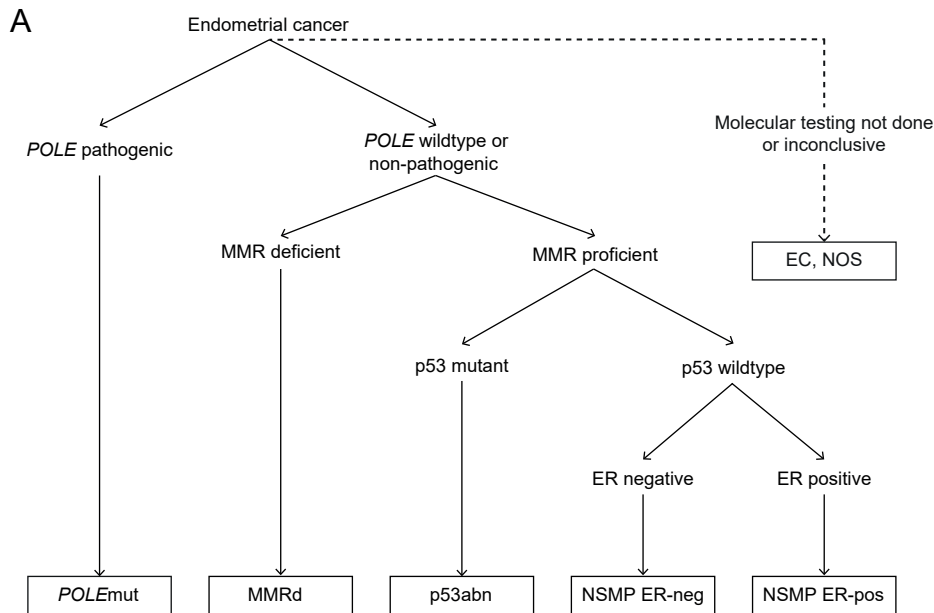 A
Endometrial cancer
POLE pathogenic
POLE wildtype or
non-pathogenic
Molecular testing not done
or inconclusive
MMR deficient
MMR proficient
EC, NOS
p53 mutant
p53 wildtype
ER negative
ER positive
POLEmut
MMRd
p53abn
NSMP ER-neg
NSMP ER-pos